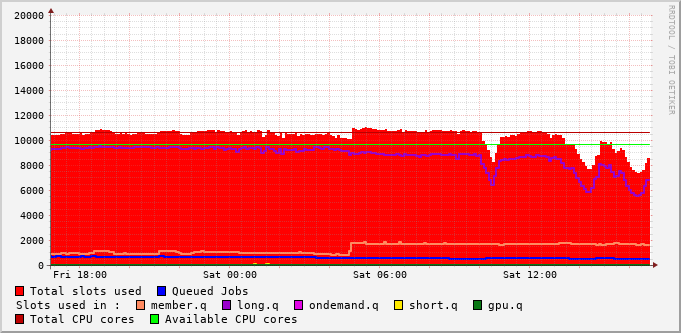 RRDTOOL / TOBI OETIKER
20000
18000
16000
14000
12000
10000
8000
6000
4000
2000
0
Fri 18:00 Sat 00:00 Sat 06:00 Sat 12:00
Total slots used Queued Jobs
Slots used in : member.q long.q ondemand.q short.q gpu.q
Total CPU cores Available CPU cores